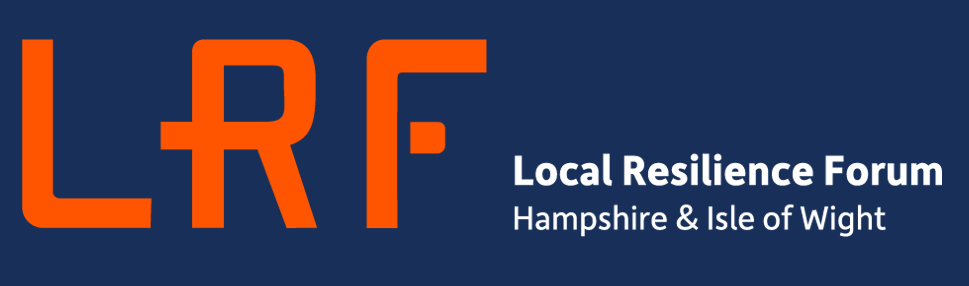 LRF
Local Resilience Forum
Hampshire & Isle of Wight